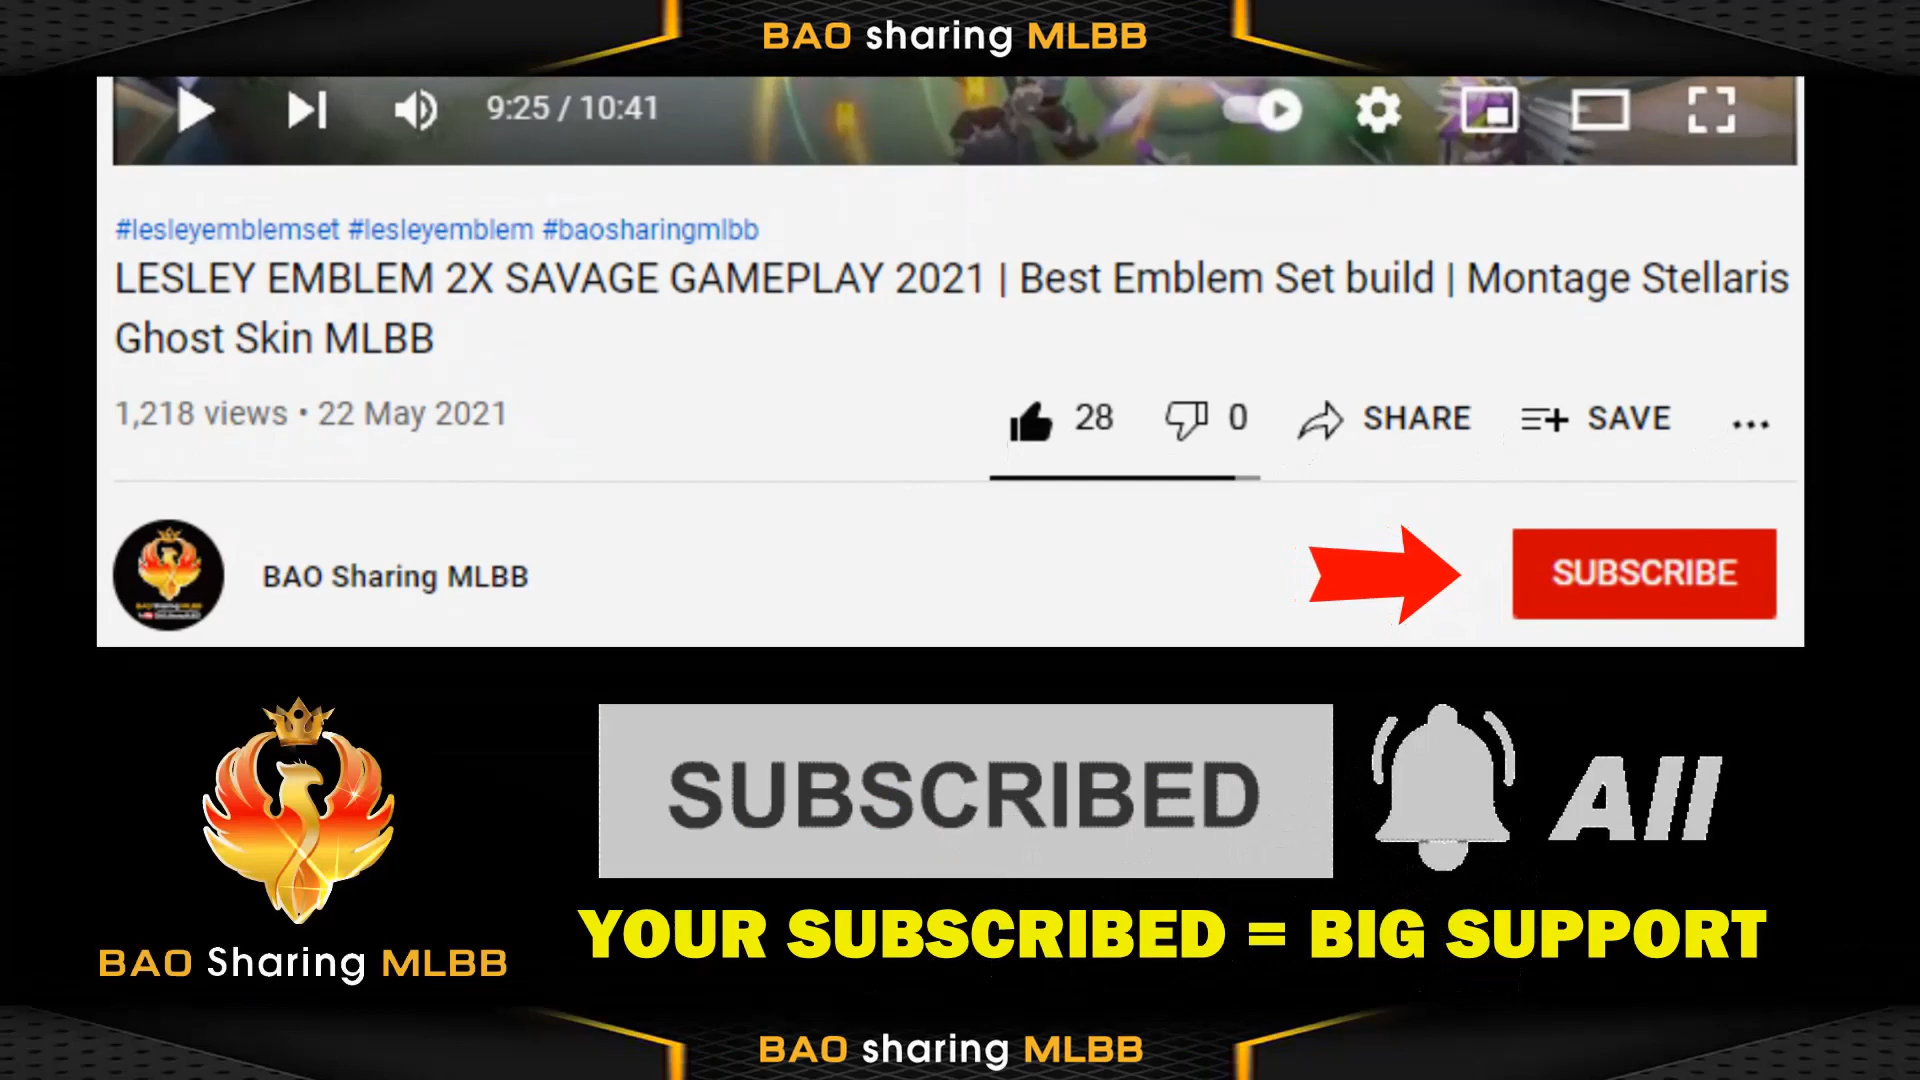 BAO sharing MLBB
9:25 / 10:41
#lesleyemblemset #lesleyemblem #baosharingmlbb
LESLEY EMBLEM 2X SAVAGE GAMEPLAY 2021 | Best Emblem Set build | Montage Stellaris
Ghost Skin MLBB
1,218 views • 22 May 2021
28
0
SHARE
SAVE
BAO Sharing MLBB
SUBSCRIBE
SUBSCRIBED
All
YOUR SUBSCRIBED = BIG SUPPORT
BAO Sharing MLBB
BAO sharing MLBB